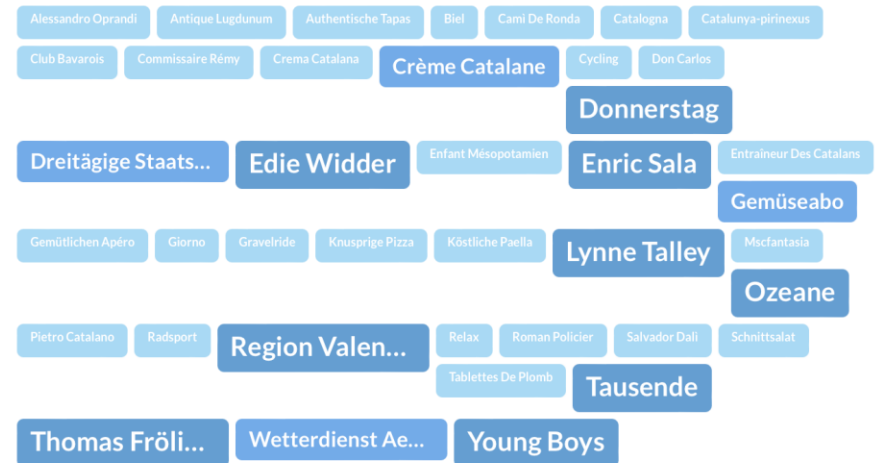 Alessandro Oprandi Antique Lugdunum Authentische Tapas Biel Camì De Ronda Catalogna Catalunya-pirinexus
Club Bavarois Commissaire Rémy Crema Catalana Crème Catalane Cycling Don Carlos
Donnerstag
Dreitägige Staats... Edie Widder Enfant Mésopotamien Enric Sala Entraîneur Des Catalans
Gemüseabo
Gemütlichen Apéro Giorno Gravelride Knusprige Pizza Köstliche Paella Lynne Talley Mscfantasia
Ozeane
Pietro Catalano Radsport Region Valen... Relax Roman Policier Salvador Dalì Schnittsalat
Tablettes De Plomb Tausende
Thomas Fröli... Wetterdienst Ae... Young Boys